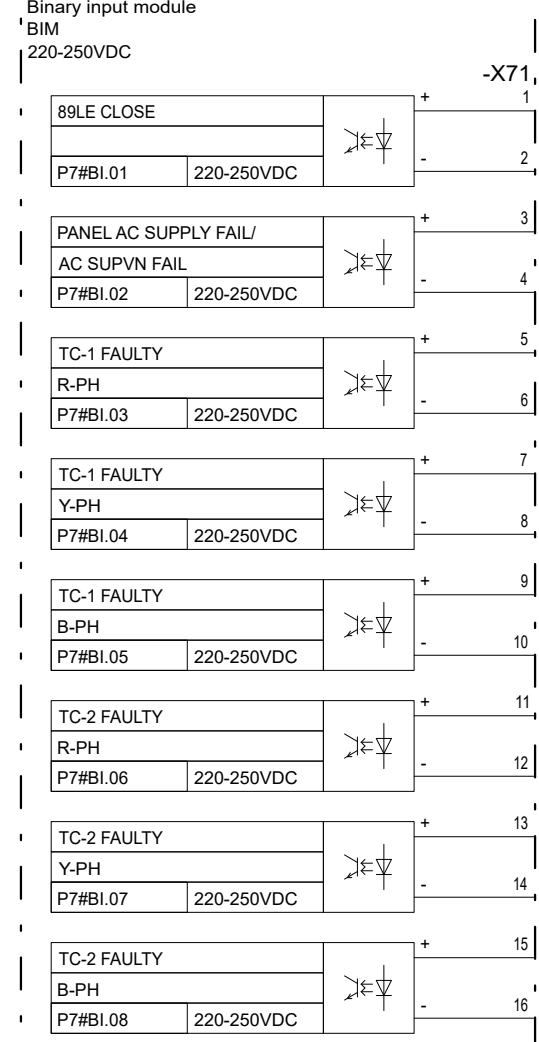 Binary input module
BIM
220-250VDC
-X71
+ 1
89LE CLOSE
- 2
P7#BI.01 220-250VDC
+ 3
PANEL AC SUPPLY FAIL/
AC SUPVN FAIL
- 4
P7#BI.02 220-250VDC
+ 5
TC-1 FAULTY
R-PH
- 6
P7#BI.03 220-250VDC
+ 7
TC-1 FAULTY
Y-PH
- 8
P7#BI.04 220-250VDC
+ 9
TC-1 FAULTY
B-PH
- 10
P7#BI.05 220-250VDC
+ 11
TC-2 FAULTY
R-PH
- 12
P7#BI.06 220-250VDC
+ 13
TC-2 FAULTY
Y-PH
- 14
P7#BI.07 220-250VDC
+ 15
TC-2 FAULTY
B-PH
- 16
P7#BI.08 220-250VDC